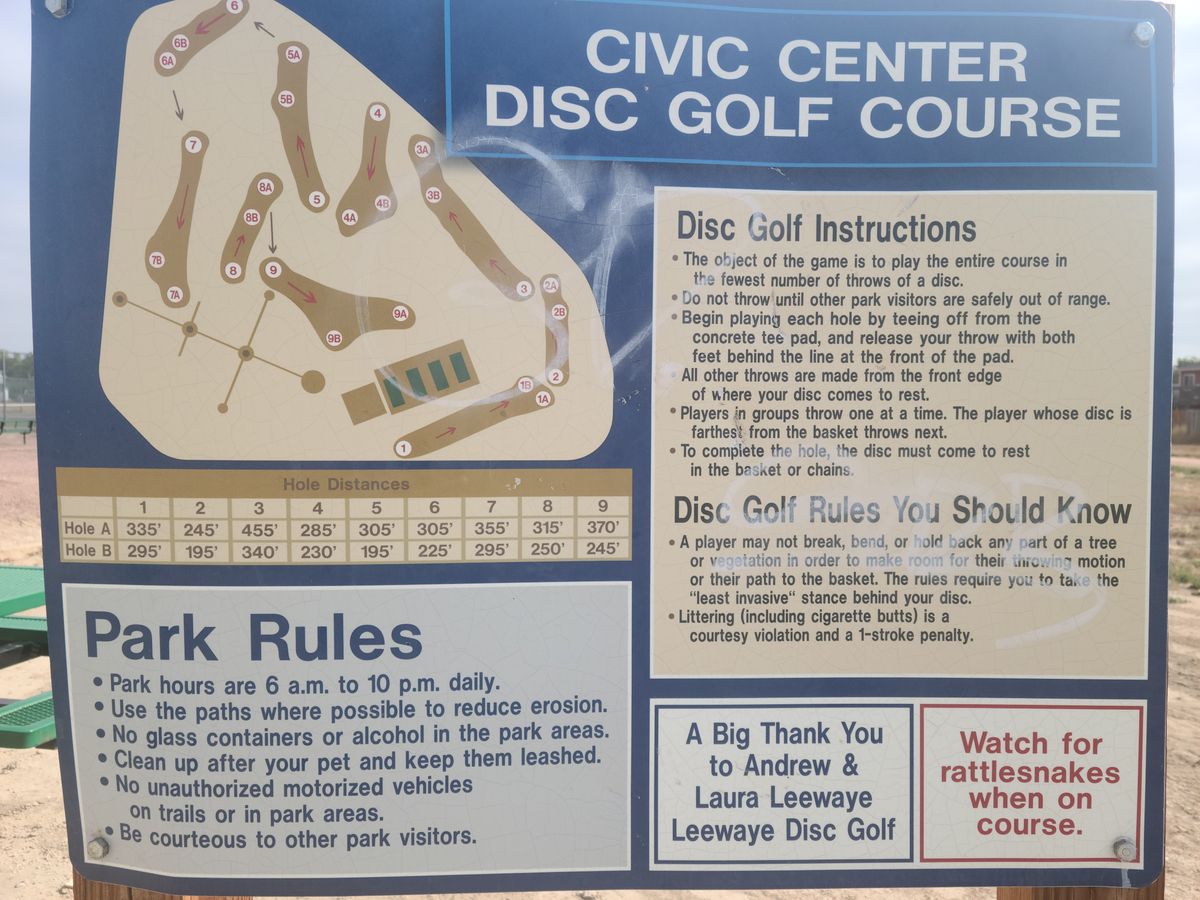 CIVIC CENTER
DISC GOLF COURSE
6
6B
6A
5A
5B
5
4
4B
4A
3A
3B
3
7
7B
7A
8A
8B
8
9
9A
9B
2A
2B
2
1B
1A
1
Hole Distances
1 2 3 4 5 6 7 8 9
Hole A 335' 245' 455' 285' 305' 305' 355' 315' 370'
Hole B 295' 195' 340' 230' 195' 225' 295' 250' 245'
Park Rules
• Park hours are 6 a.m. to 10 p.m. daily.
• Use the paths where possible to reduce erosion.
• No glass containers or alcohol in the park areas.
• Clean up after your pet and keep them leashed.
• No unauthorized motorized vehicles
on trails or in park areas.
• Be courteous to other park visitors.
Disc Golf Instructions
• The object of the game is to play the entire course in
the fewest number of throws of a disc.
• Do not throw until other park visitors are safely out of range.
• Begin playing each hole by teeing off from the
concrete tee pad, and release your throw with both
feet behind the line at the front of the pad.
• All other throws are made from the front edge
of where your disc comes to rest.
• Players in groups throw one at a time. The player whose disc is
farthest from the basket throws next.
• To complete the hole, the disc must come to rest
in the basket or chains.
Disc Golf Rules You Should Know
• A player may not break, bend, or hold back any part of a tree
or vegetation in order to make room for their throwing motion
or their path to the basket. The rules require you to take the
"least invasive" stance behind your disc.
• Littering (including cigarette butts) is a
courtesy violation and a 1-stroke penalty.
A Big Thank You
to Andrew &
Laura Leewaye
Leewaye Disc Golf
Watch for
rattlesnakes
when on
course.